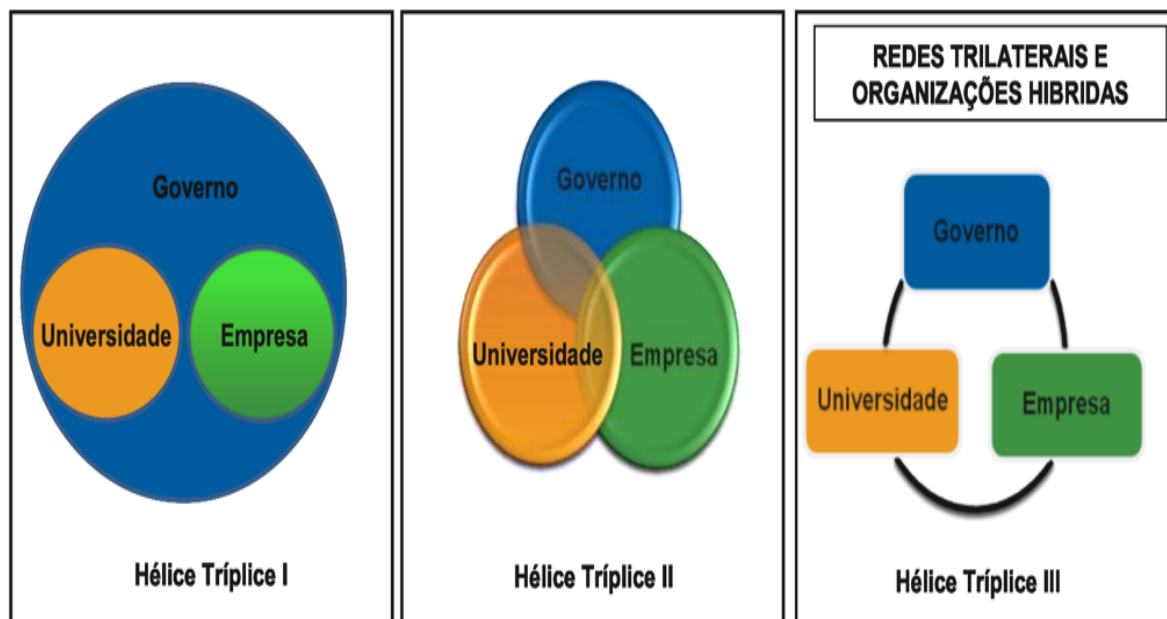 Governo
Universidade
Empresa
Hélice Tríplice I
Governo
Universidade
Empresa
Hélice Tríplice II
REDES TRILATERAIS E
ORGANIZAÇÕES HIBRIDAS
Governo
Universidade
Empresa
Hélice Tríplice III